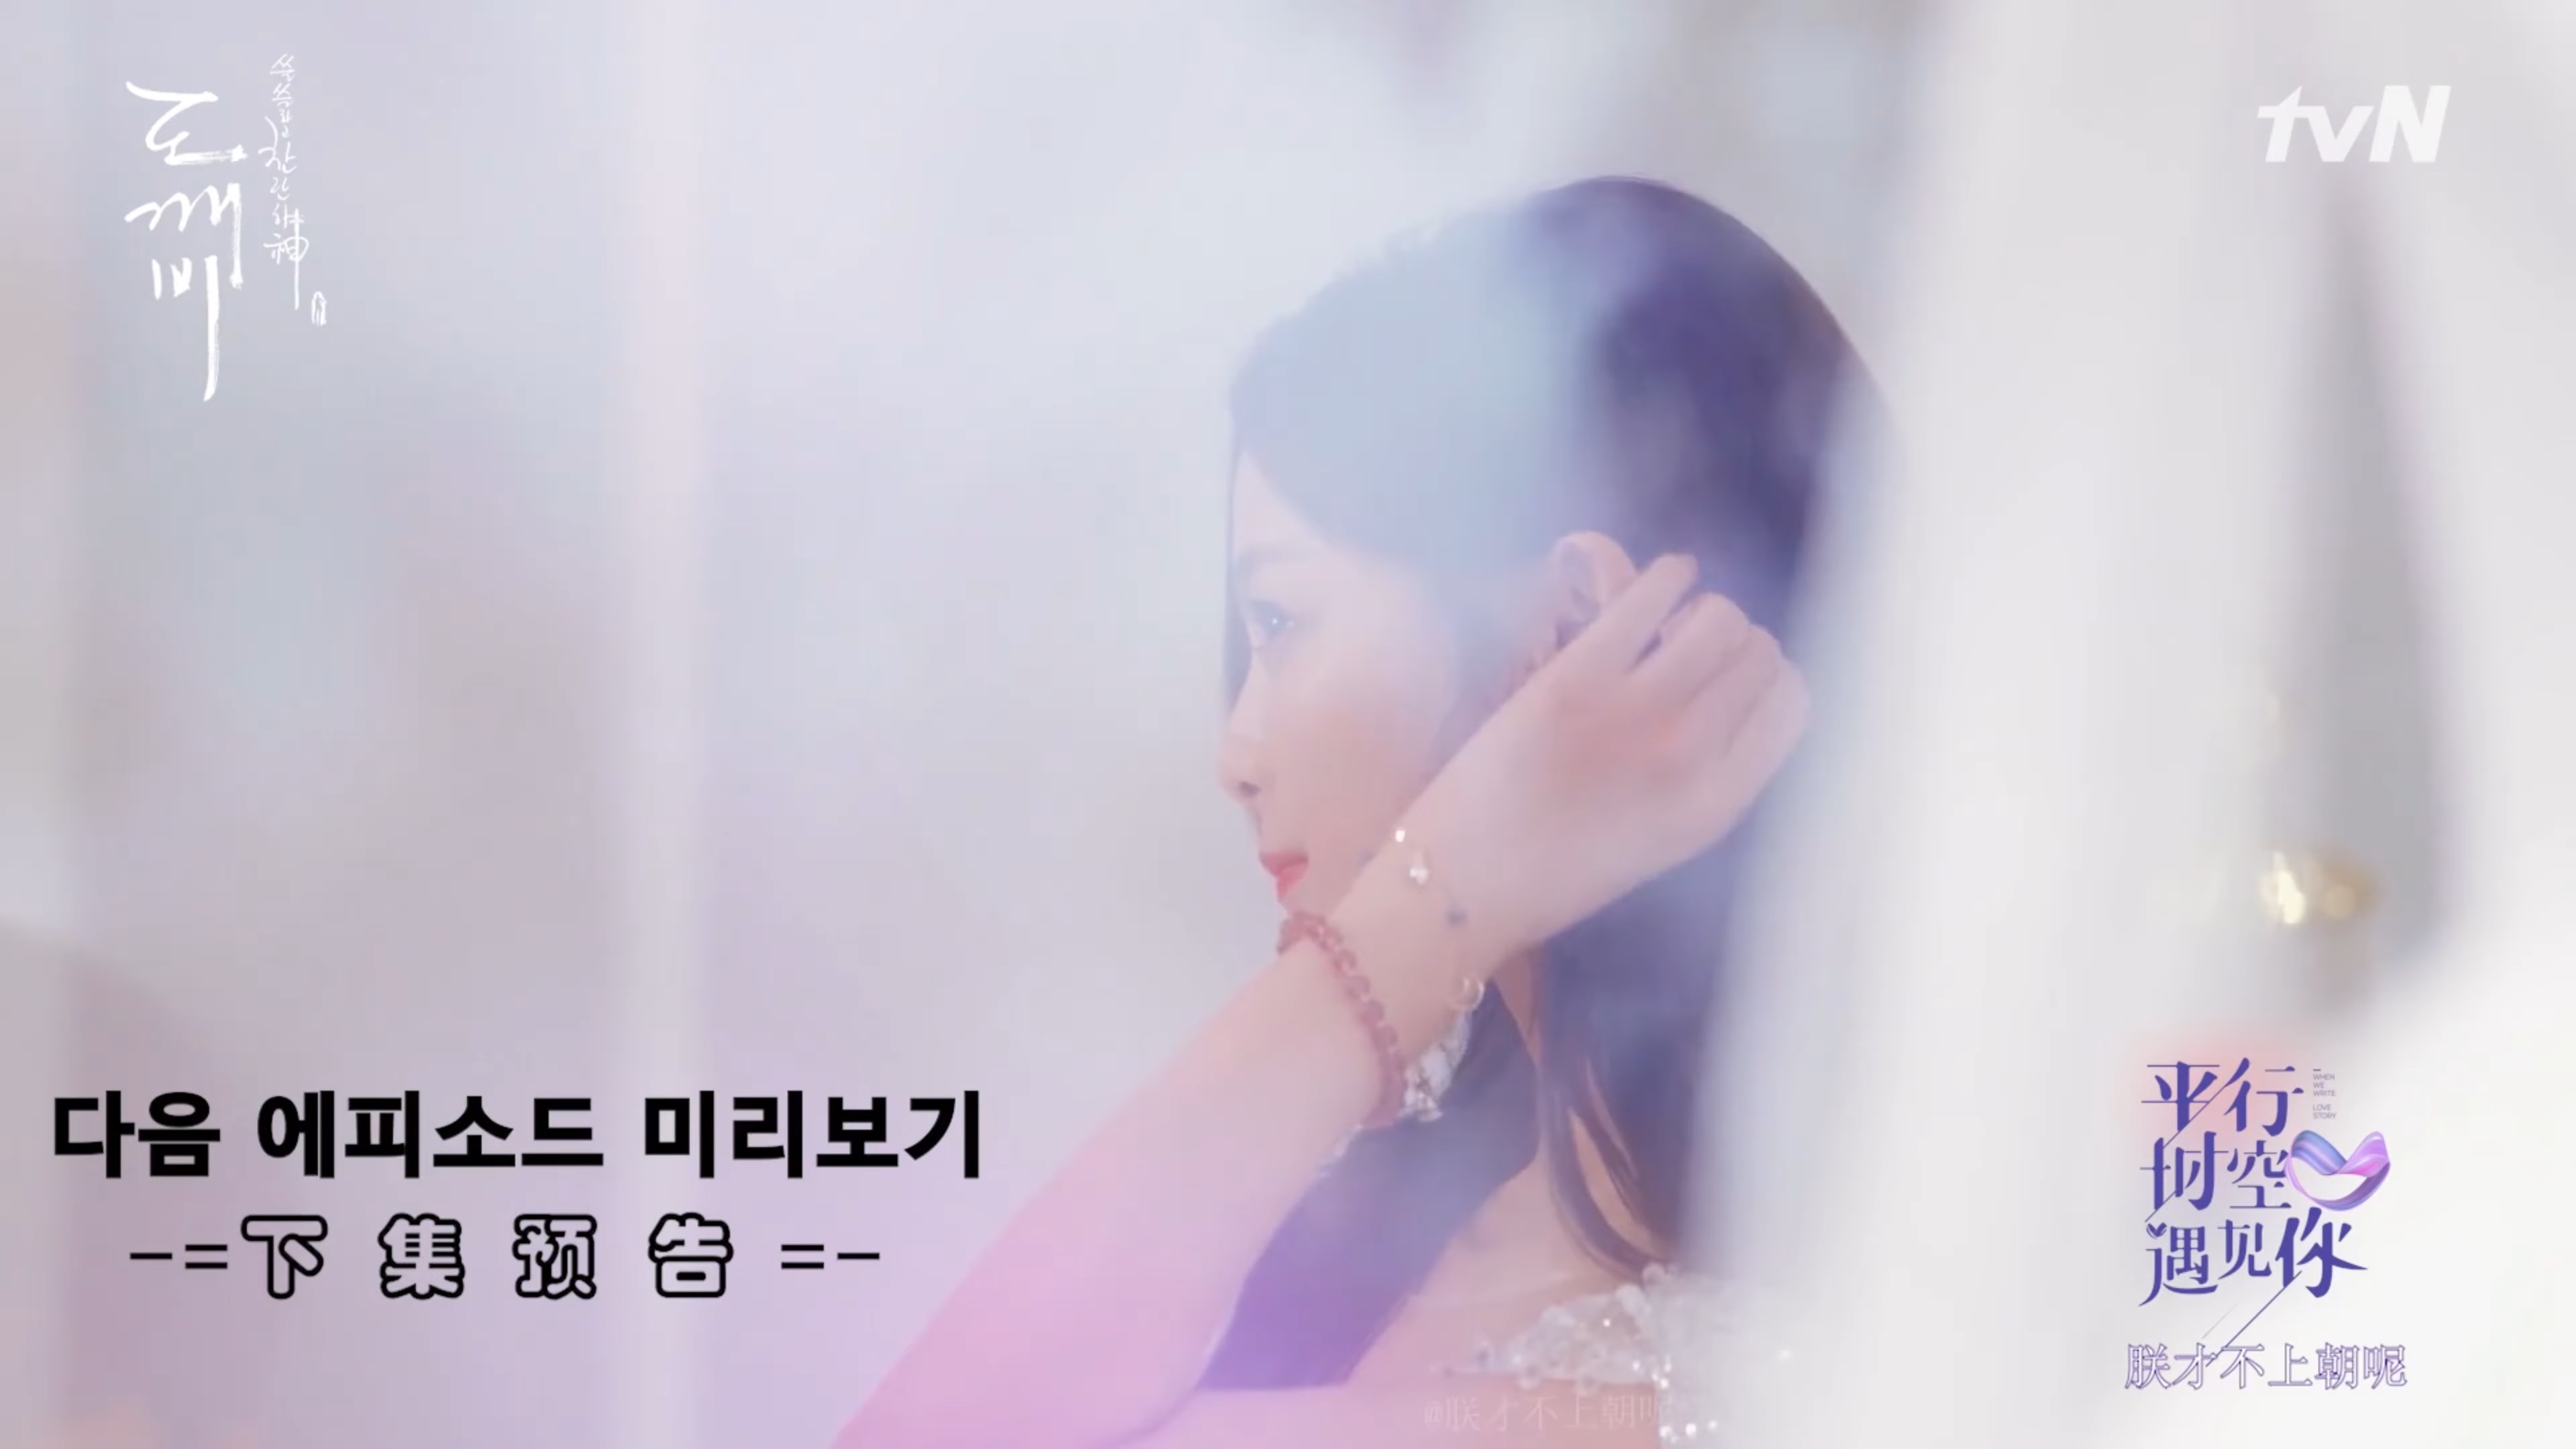 도깨비
쓸쓸하고 찬란하神
tvN
다음 에피소드 미리보기
-=下 集 预 告 =-
平行
WHEN
WE
WRITE
LOVE
STORY
时空
遇见你
朕才不上朝呢
@朕才不上朝呢